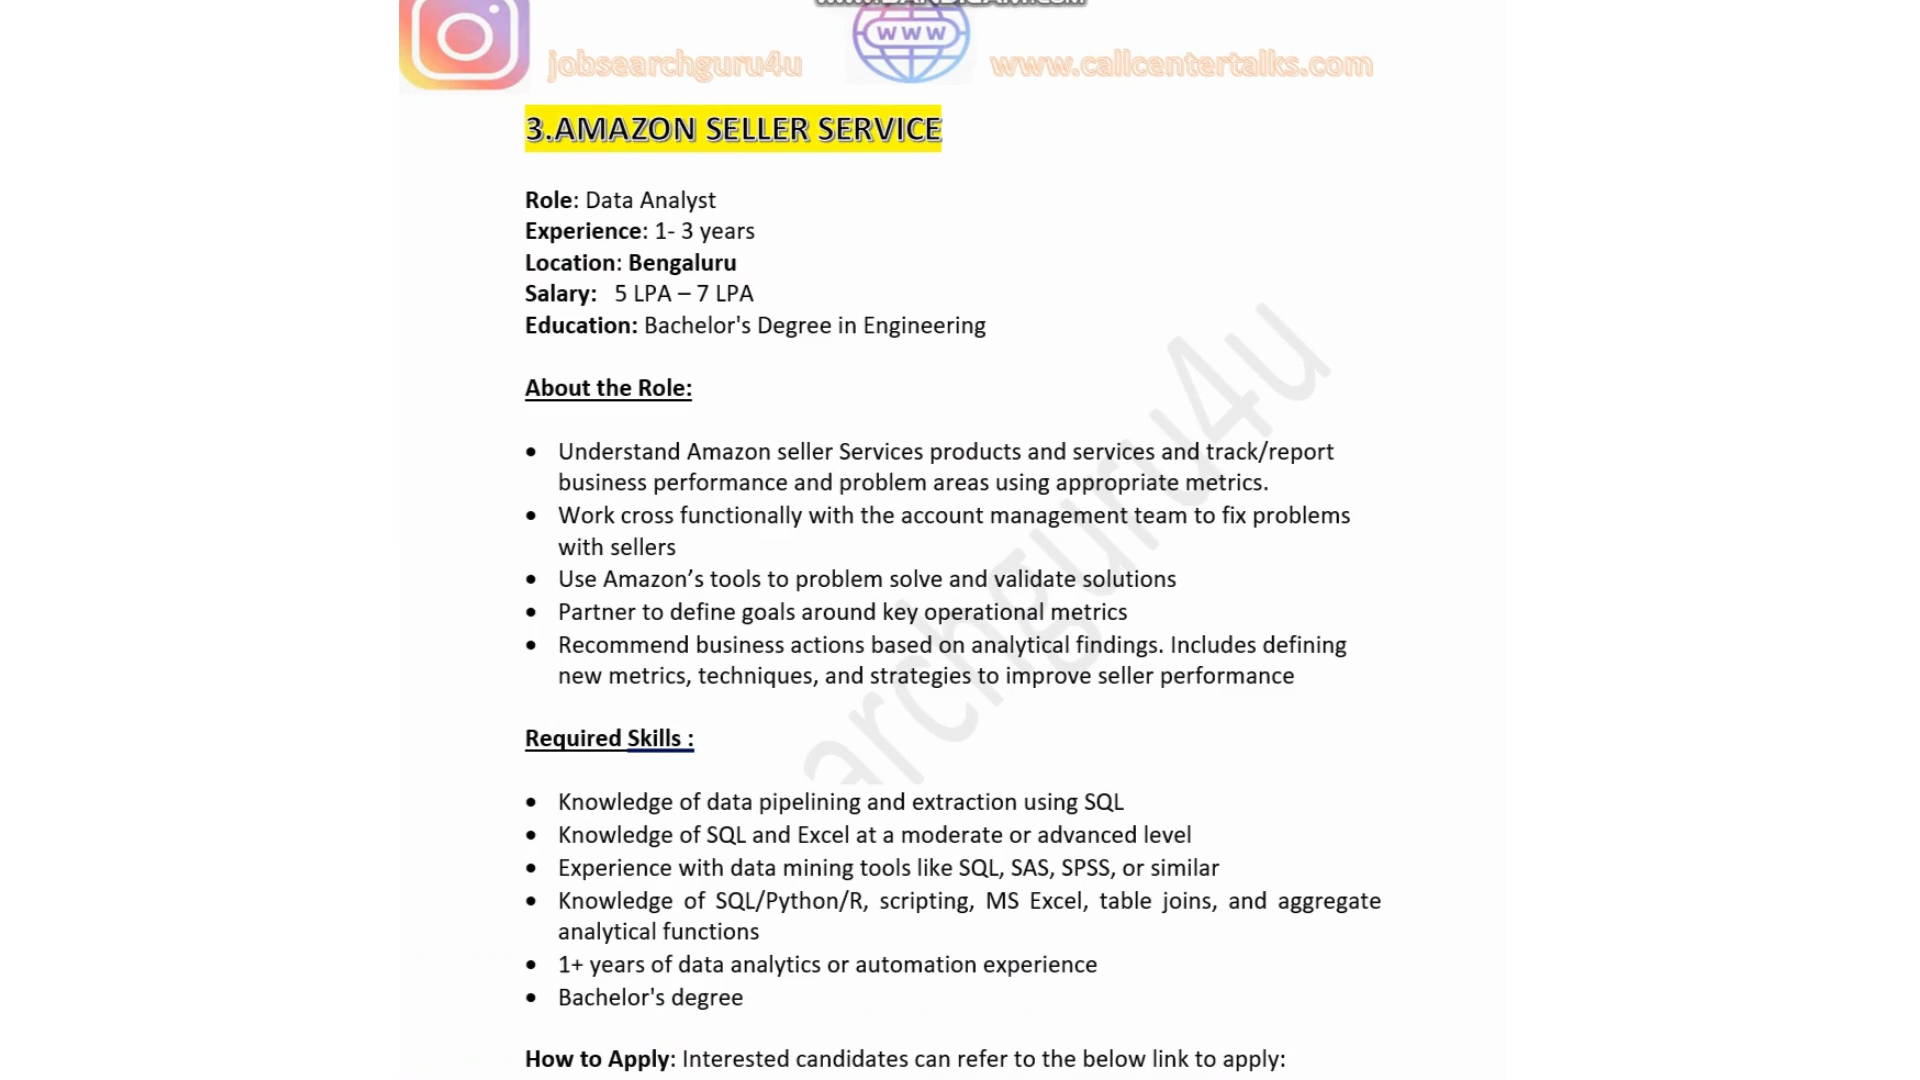 www.BANDICAM.com
www
jobsearchguru4u
www.callcentertalks.com
3.AMAZON SELLER SERVICE
Role: Data Analyst
Experience: 1- 3 years
Location: Bengaluru
Salary: 5 LPA – 7 LPA
Education: Bachelor's Degree in Engineering
About the Role:
• Understand Amazon seller Services products and services and track/report
business performance and problem areas using appropriate metrics.
• Work cross functionally with the account management team to fix problems
with sellers
• Use Amazon’s tools to problem solve and validate solutions
• Partner to define goals around key operational metrics
• Recommend business actions based on analytical findings. Includes defining
new metrics, techniques, and strategies to improve seller performance
Required Skills :
• Knowledge of data pipelining and extraction using SQL
• Knowledge of SQL and Excel at a moderate or advanced level
• Experience with data mining tools like SQL, SAS, SPSS, or similar
• Knowledge of SQL/Python/R, scripting, MS Excel, table joins, and aggregate
analytical functions
• 1+ years of data analytics or automation experience
• Bachelor's degree
How to Apply: Interested candidates can refer to the below link to apply:
archguru4u